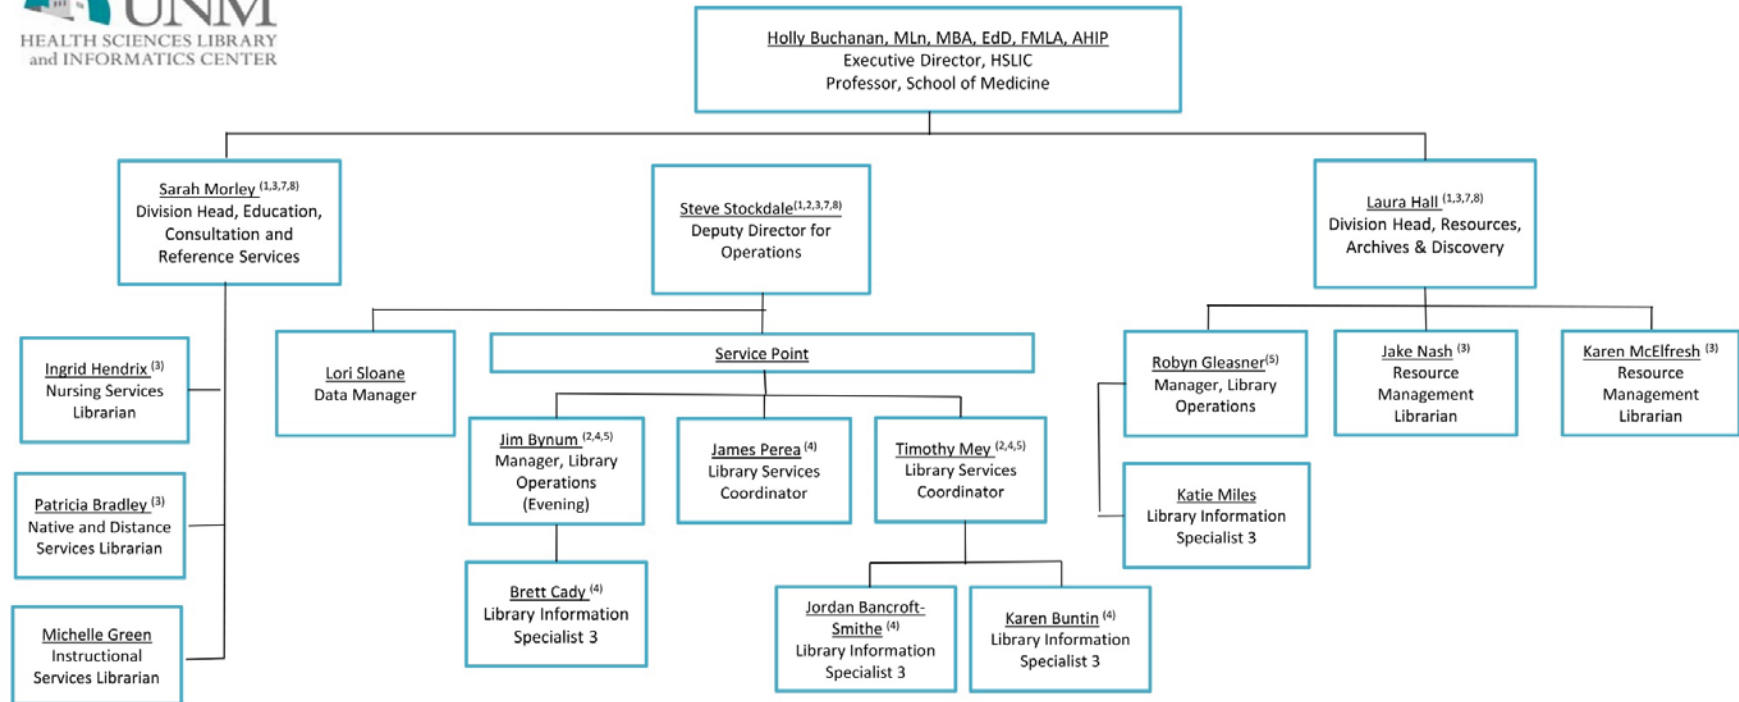 UNM
HEALTH SCIENCES LIBRARY
and INFORMATICS CENTER
Holly Buchanan, MLn, MBA, EdD, FMLA, AHIP
Executive Director, HSLIC
Professor, School of Medicine
Sarah Morley (1,3,7,8)
Division Head, Education,
Consultation and
Reference Services
Steve Stockdale(1,2,3,7,8)
Deputy Director for
Operations
Laura Hall (1,3,7,8)
Division Head, Resources,
Archives & Discovery
Ingrid Hendrix (3)
Nursing Services
Librarian
Patricia Bradley (3)
Native and Distance
Services Librarian
Michelle Green
Instructional
Services Librarian
Lori Sloane
Data Manager
Service Point
Jim Bynum (2,4,5)
Manager, Library
Operations
(Evening)
James Perea (4)
Library Services
Coordinator
Timothy Mey (2,4,5)
Library Services
Coordinator
Brett Cady (4)
Library Information
Specialist 3
Jordan Bancroft-
Smithe (4)
Library Information
Specialist 3
Karen Buntin (4)
Library Information
Specialist 3
Robyn Gleasner(5)
Manager, Library
Operations
Jake Nash (3)
Resource
Management
Librarian
Karen McElfresh (3)
Resource
Management
Librarian
Katie Miles
Library Information
Specialist 3